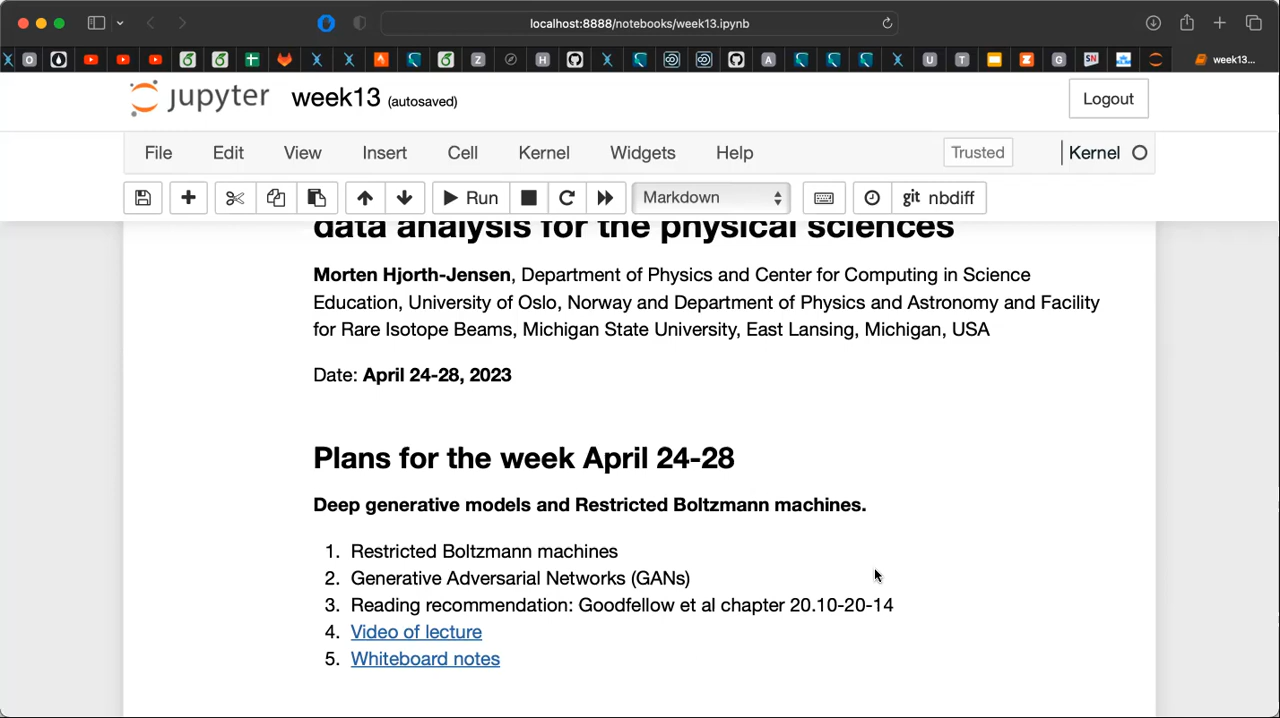 localhost:8888/notebooks/week13.ipynb
week13...
jupyter week13 (autosaved)
Logout
File Edit View Insert Cell Kernel Widgets Help
Trusted
Kernel
Run
Markdown
git nbdiff
data analysis for the physical sciences
Morten Hjorth-Jensen, Department of Physics and Center for Computing in Science
Education, University of Oslo, Norway and Department of Physics and Astronomy and Facility
for Rare Isotope Beams, Michigan State University, East Lansing, Michigan, USA
Date: April 24-28, 2023
Plans for the week April 24-28
Deep generative models and Restricted Boltzmann machines.
1. Restricted Boltzmann machines
2. Generative Adversarial Networks (GANs)
3. Reading recommendation: Goodfellow et al chapter 20.10-20-14
4. Video of lecture
5. Whiteboard notes